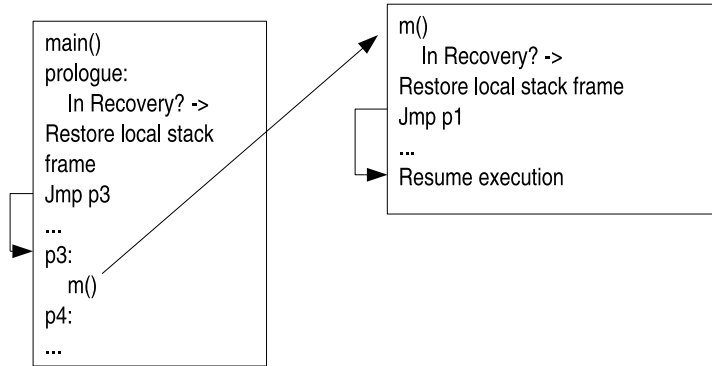 main()
prologue:
In Recovery? ->
Restore local stack
frame
Jmp p3
...
p3:
m()
p4:
...
m()
In Recovery? ->
Restore local stack frame
Jmp p1
...
Resume execution